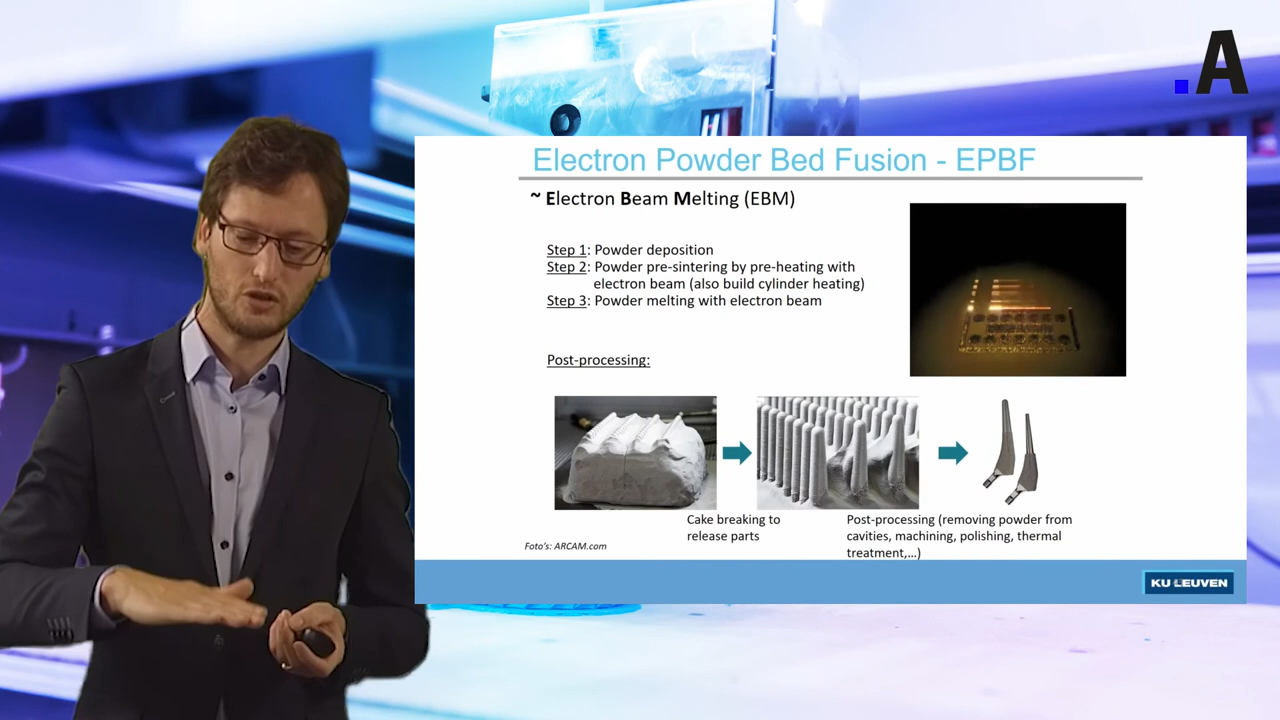 .A
Electron Powder Bed Fusion - EPBF
~ Electron Beam Melting (EBM)
Step 1: Powder deposition
Step 2: Powder pre-sintering by pre-heating with
electron beam (also build cylinder heating)
Step 3: Powder melting with electron beam
Post-processing:
Cake breaking to
release parts
Post-processing (removing powder from
cavities, machining, polishing, thermal
treatment,...)
Foto's: ARCAM.com
KU LEUVEN